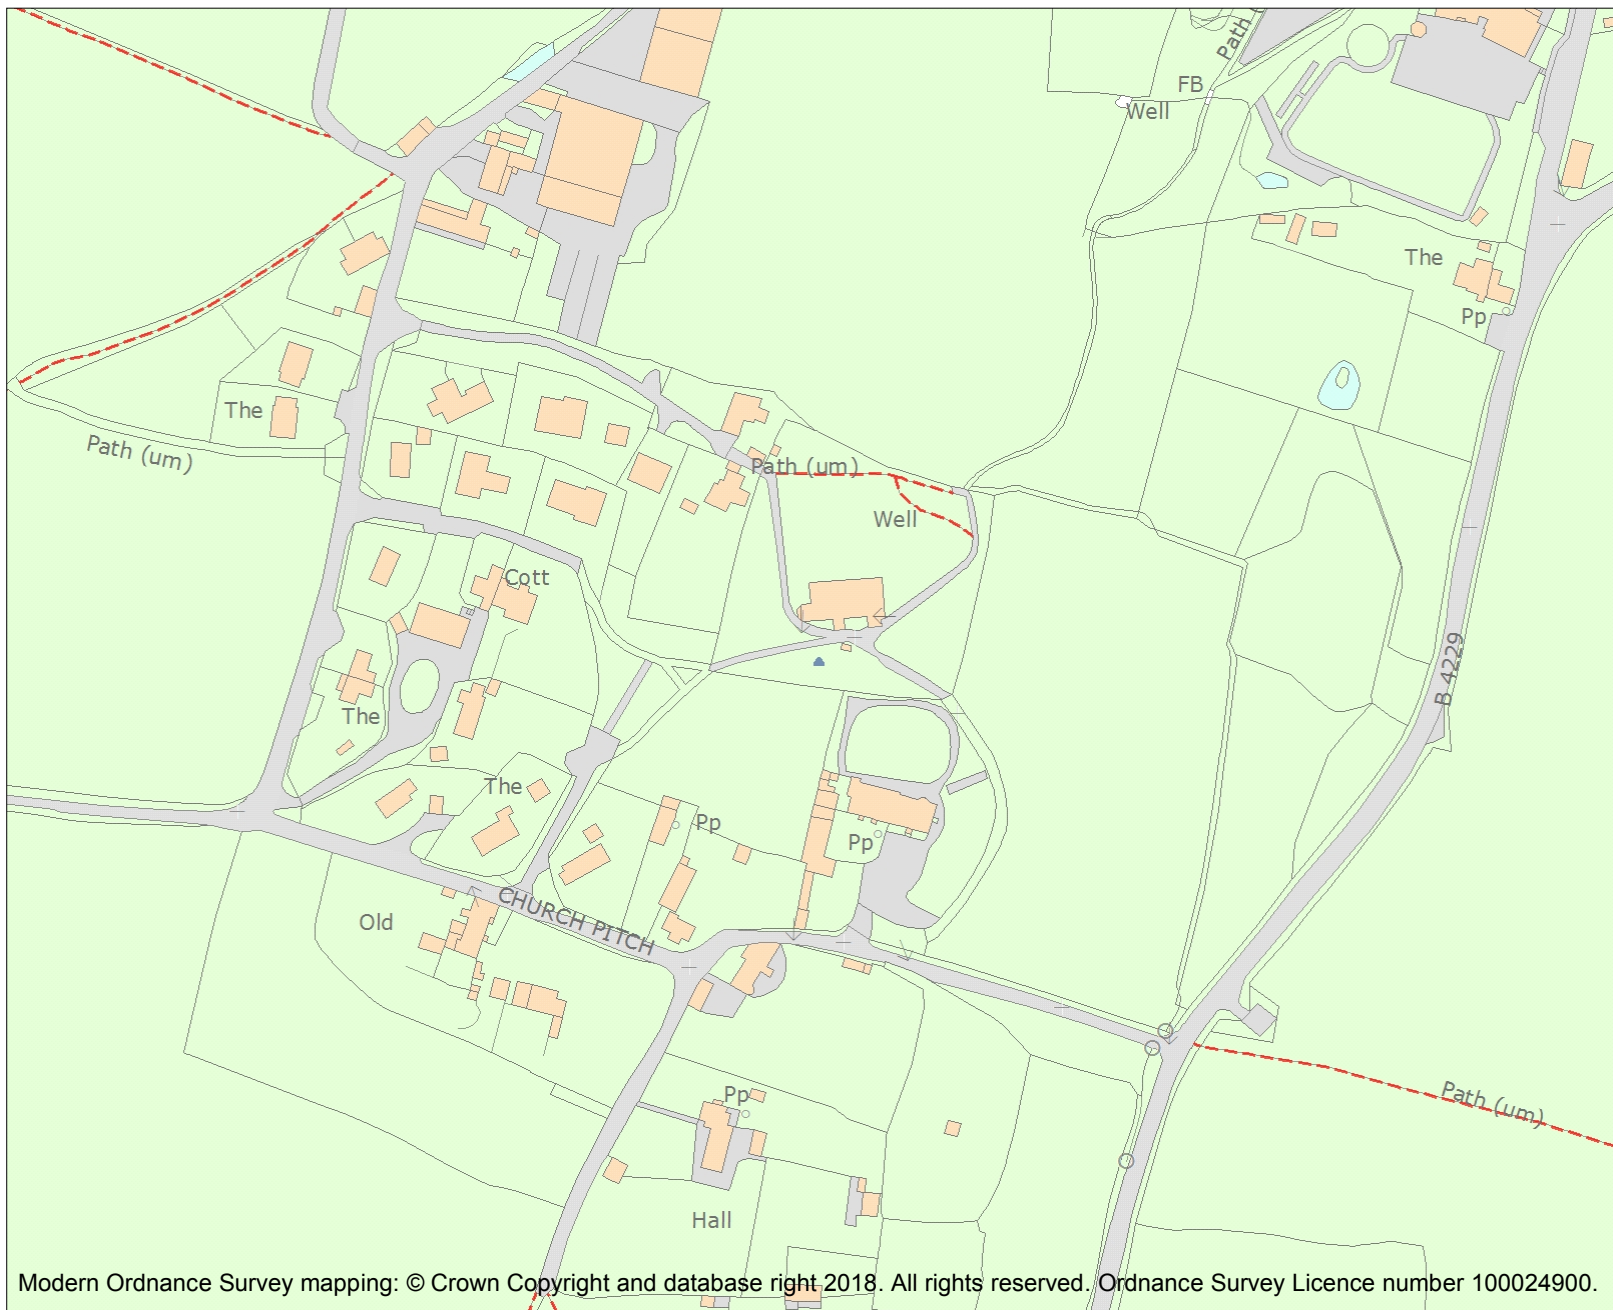 Path (
FB
Well
The
Pp
The
Path (um)
Path (um)
Well
Cott
B 4229
The
The
Pp
Pp
Old
CHURCH PITCH
Pp
Path (um)
Hall
Modern Ordnance Survey mapping: © Crown Copyright and database right 2018. All rights reserved. Ordnance Survey Licence number 100024900.